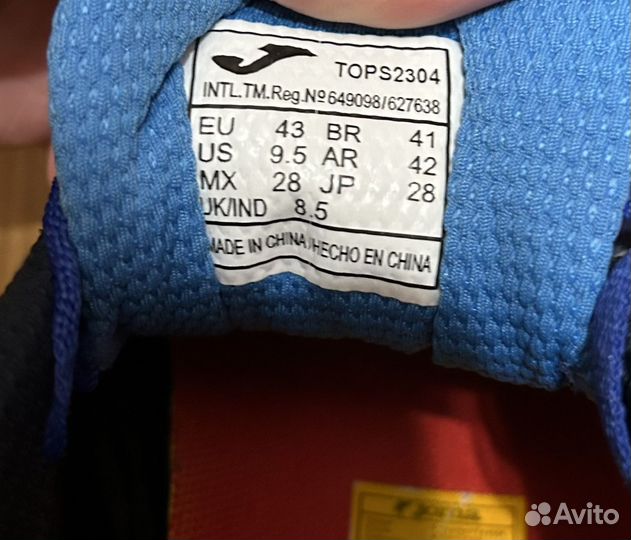 TOPS2304
INTL.TM.Reg.Nº649098/627638
EU 43 BR 41
US 9.5 AR 42
MX 28 JP 28
UK/IND 8.5
MADE IN CHINA/HECHO EN CHINA
Joma
Avito